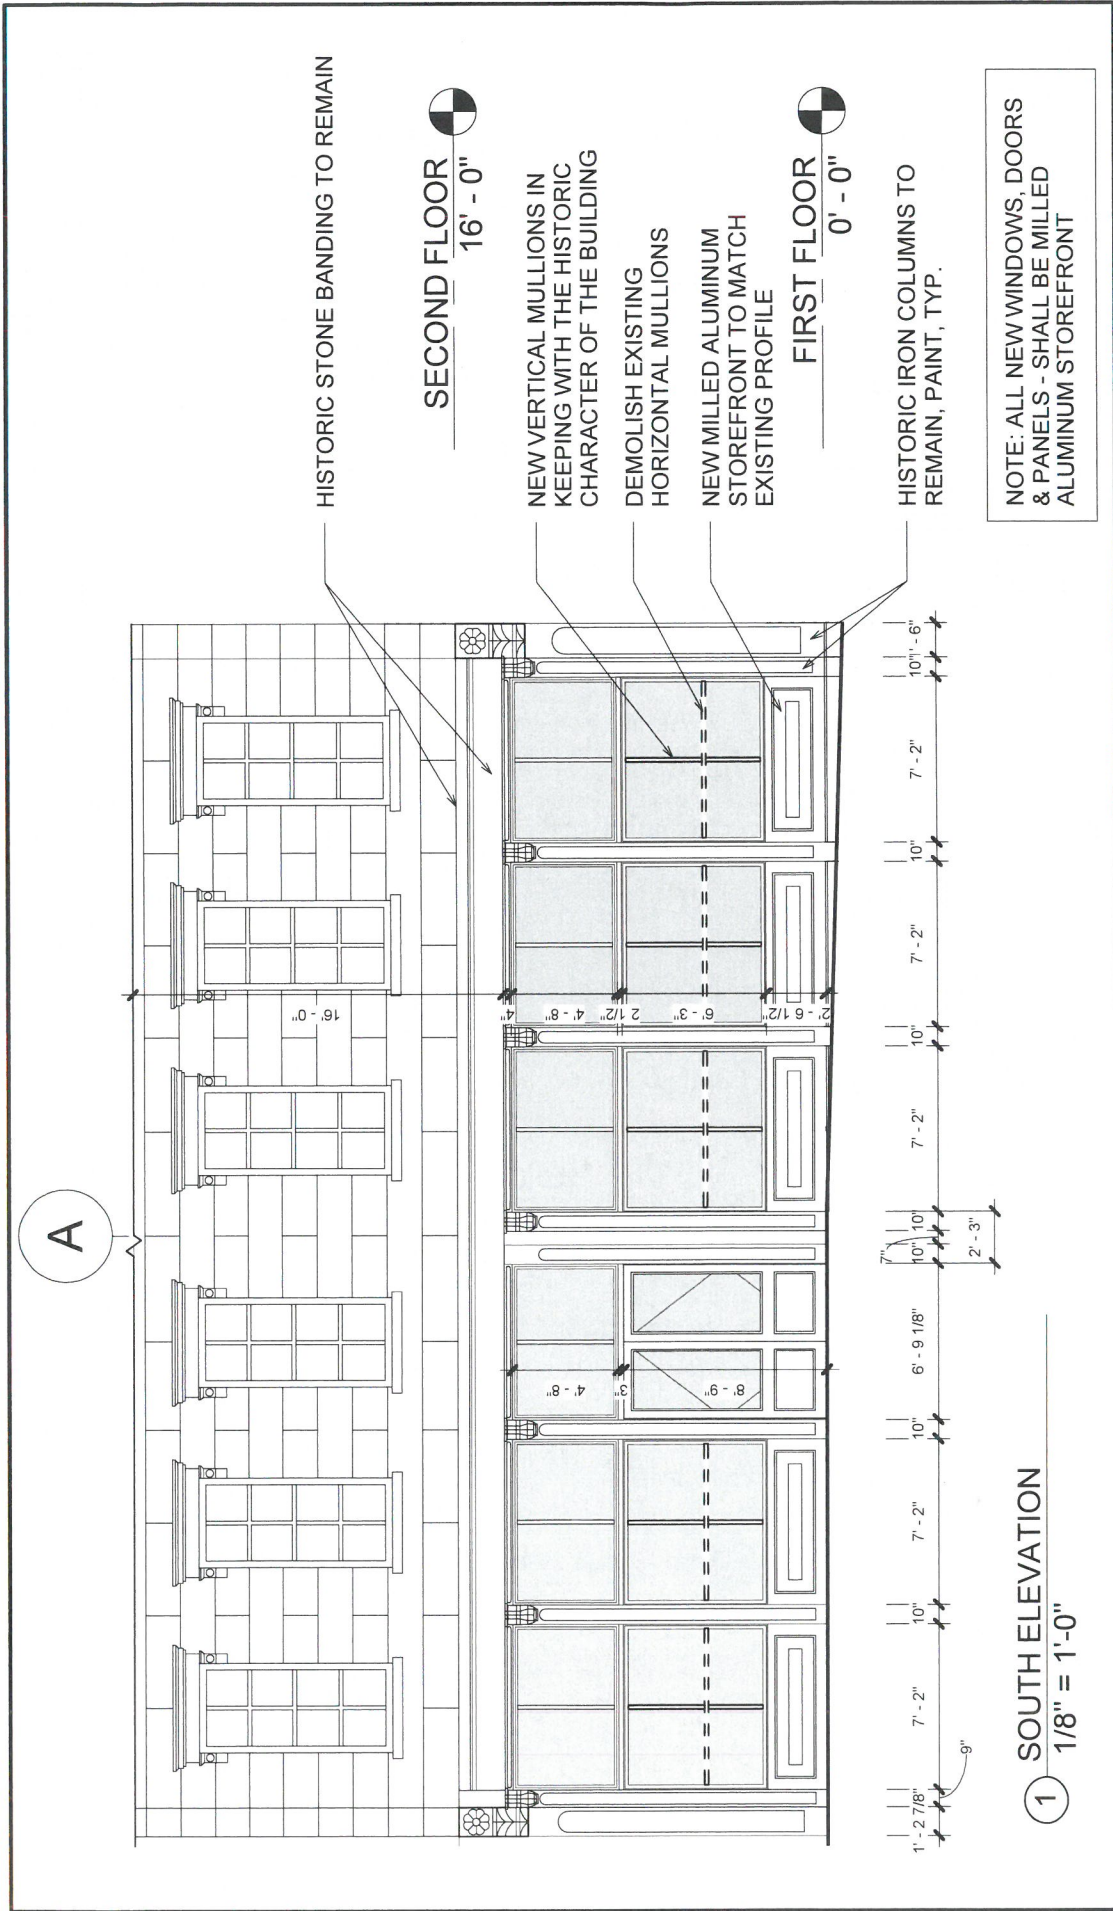 A
HISTORIC STONE BANDING TO REMAIN
SECOND FLOOR
16' - 0"
NEW VERTICAL MULLIONS IN
KEEPING WITH THE HISTORIC
CHARACTER OF THE BUILDING
DEMOLISH EXISTING
HORIZONTAL MULLIONS
NEW MILLED ALUMINUM
STOREFRONT TO MATCH
EXISTING PROFILE
FIRST FLOOR
0' - 0"
HISTORIC IRON COLUMNS TO
REMAIN, PAINT, TYP.
NOTE: ALL NEW WINDOWS, DOORS
& PANELS - SHALL BE MILLED
ALUMINUM STOREFRONT
16' - 0"
4"
4' - 8"
2 1/2"
6' - 3"
2' - 6 1/2"
4' - 8"
3"
8' - 9"
1' - 2 7/8"
9"
7' - 2"
10"
7' - 2"
10"
6' - 9 1/8"
10"
7"
10"
2' - 3"
7' - 2"
10"
7' - 2"
10"
7' - 2"
10"
1' - 6"
1
SOUTH ELEVATION
1/8" = 1'-0"